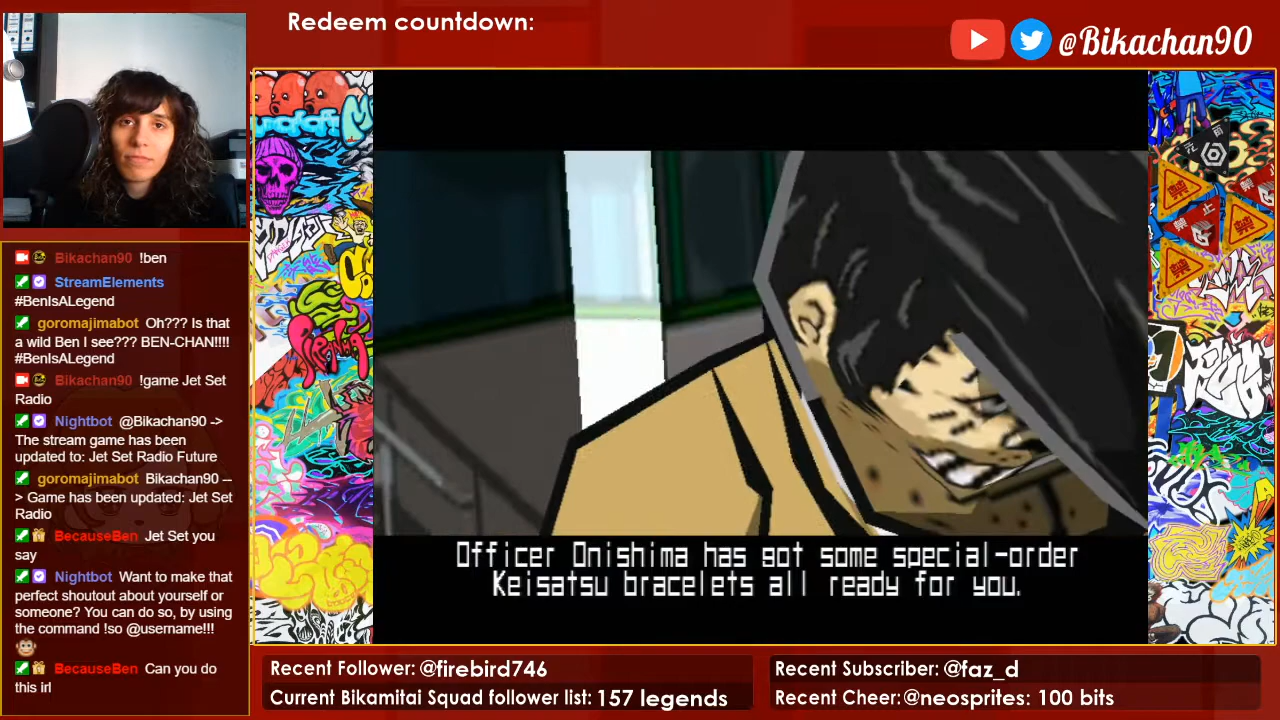 Redeem countdown:
@Bikachan90
Bikachan90 !ben
StreamElements
#BenIsALegend
goromajimabot Oh??? Is that
a wild Ben I see??? BEN-CHAN!!!!
#BenIsALegend
Bikachan90 !game Jet Set
Radio
Nightbot @Bikachan90 ->
The stream game has been
updated to: Jet Set Radio Future
goromajimabot Bikachan90 --
> Game has been updated: Jet Set
Radio
BecauseBen Jet Set you
say
Nightbot Want to make that
perfect shoutout about yourself or
someone? You can do so, by using
the command !so @username!!!
BecauseBen Can you do
this irl
Officer Onishima has got some special-order
Keisatsu bracelets all ready for you.
Recent Follower: @firebird746
Current Bikamitai Squad follower list: 157 legends
Recent Subscriber: @faz_d
Recent Cheer: @neosprites: 100 bits